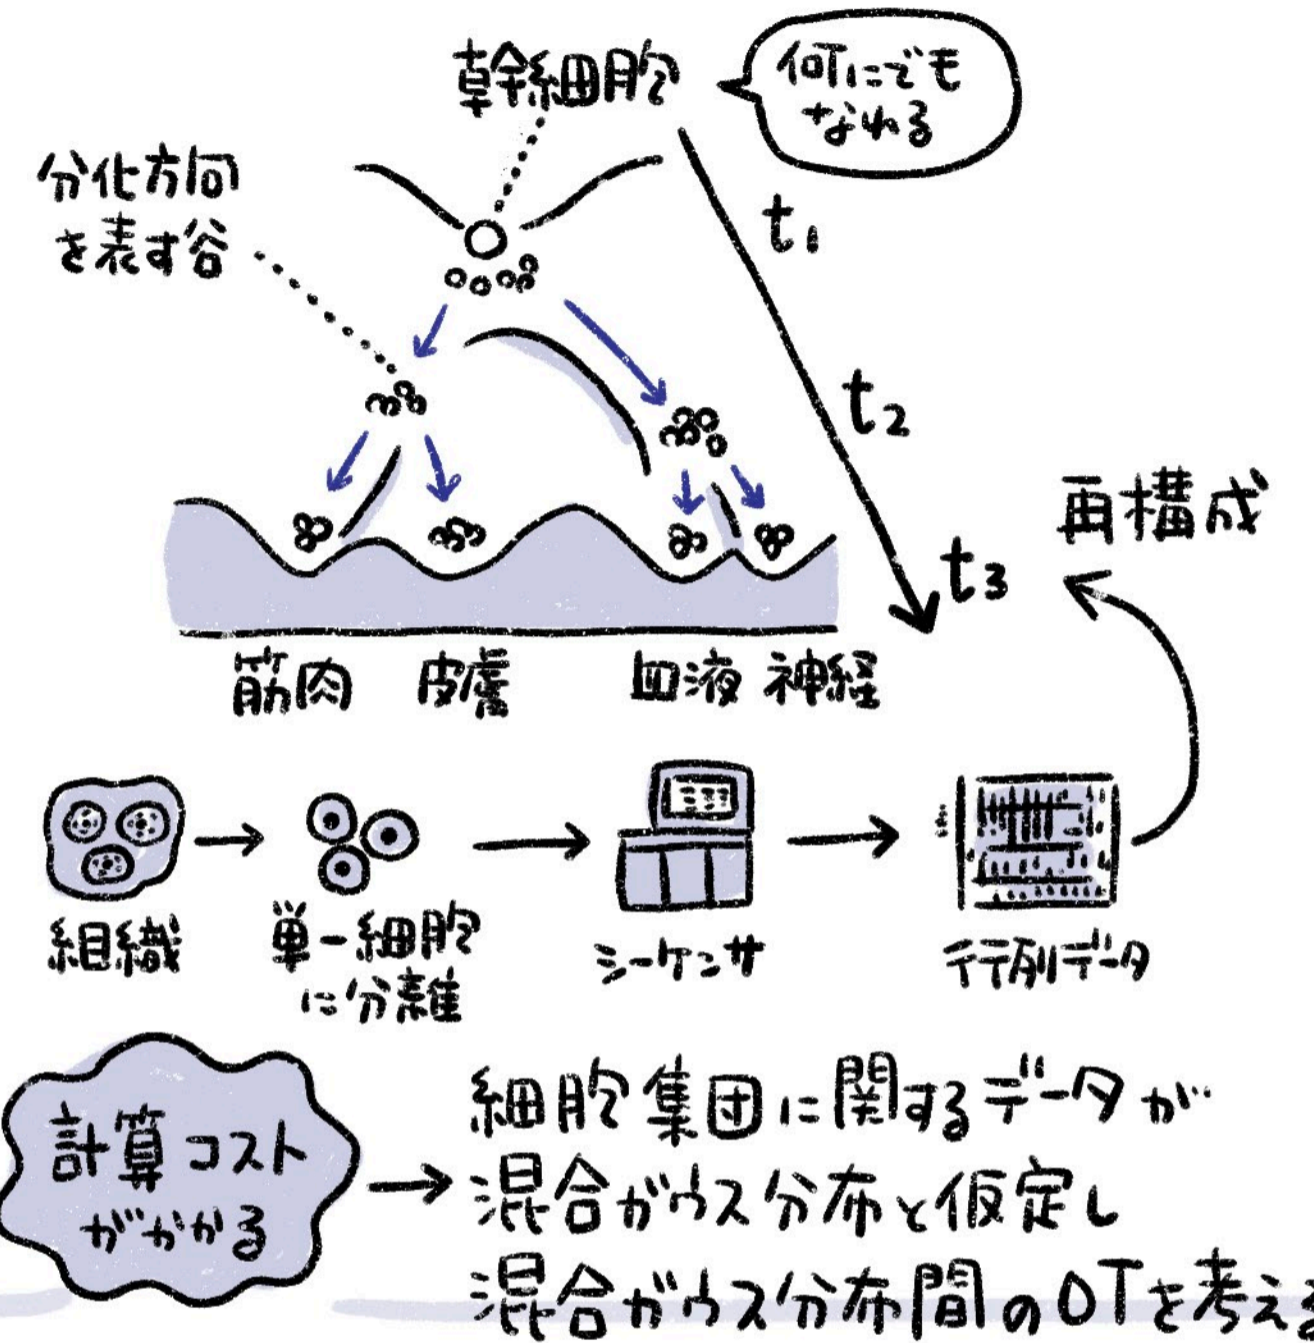 幹細胞
何にでも
なれる
分化方向
を表す谷
t₁
t₂
t₃
再構成
筋肉 皮膚 血液 神経
組織
単一細胞
に分離
シーケンサ
行列データ
計算コスト
がかかる
細胞集団に関するデータが
混合ガウス分布と仮定し
混合ガウス分布間のOTを考える